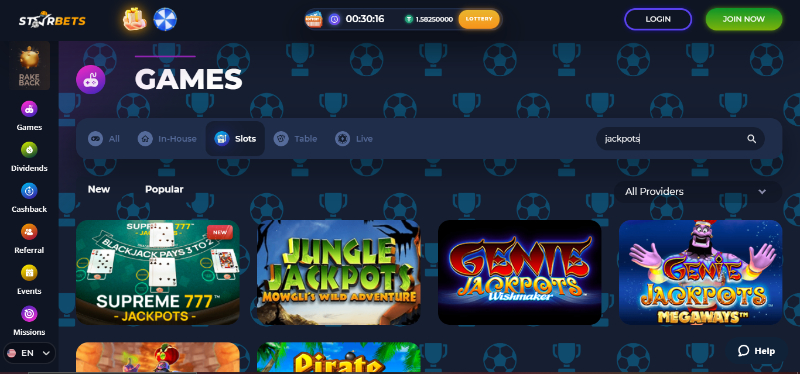 STARBETS
00:30:16
1.58250000
LOTTERY
LOGIN
JOIN NOW
RAKE
BACK
GAMES
Games
Dividends
Cashback
Referral
Events
Missions
EN
All
In-House
Slots
Table
Live
jackpots
New
Popular
All Providers
NEW
SUPREME 777
- JACKPOTS -
BLACKJACK PAYS 3 TO 2
SUPREME 777™
- JACKPOTS -
JUNGLE
JACKPOTS
MOWGLI'S WILD ADVENTURE
GENIE
JACKPOTS
Wishmaker
GENIE
JACKPOTS
MEGAWAYS™
Pirate
Help